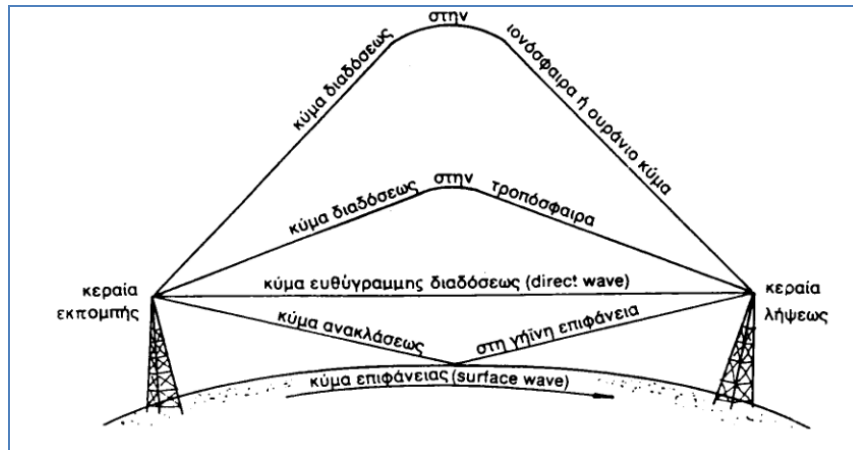 κύμα διαδόσεως στην ιονόσφαιρα ή ουράνιο κύμα
κύμα διαδόσεως στην τροπόσφαιρα
κεραία εκπομπής
κύμα ευθύγραμμης διαδόσεως (direct wave)
κεραία λήψεως
κύμα ανακλάσεως στη γήϊνη επιφάνεια
κύμα επιφάνειας (surface wave)